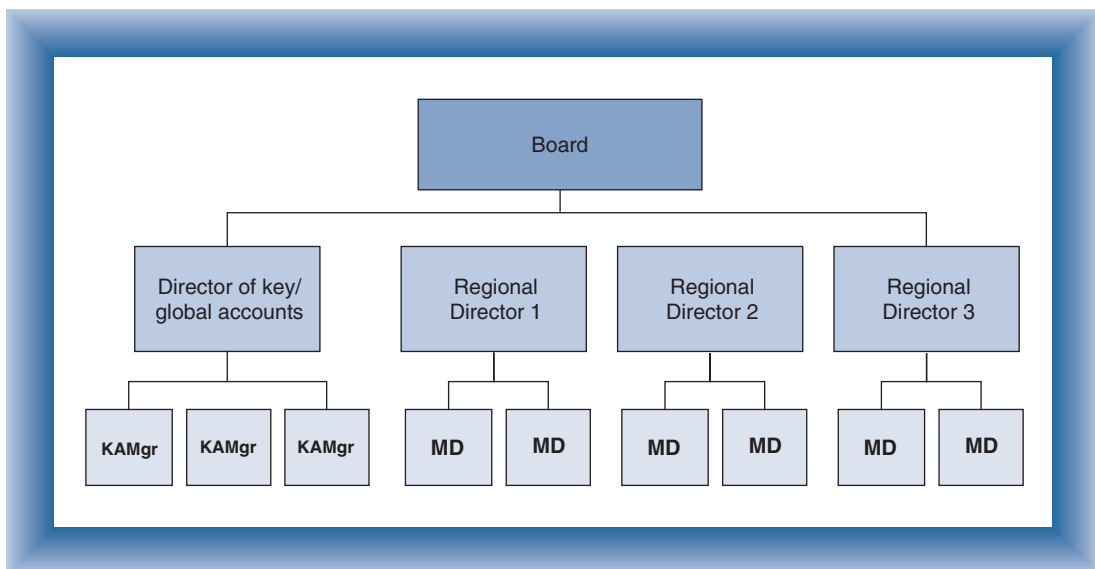 Board
Director of key/
global accounts
Regional
Director 1
Regional
Director 2
Regional
Director 3
KAMgr
KAMgr
KAMgr
MD
MD
MD
MD
MD
MD